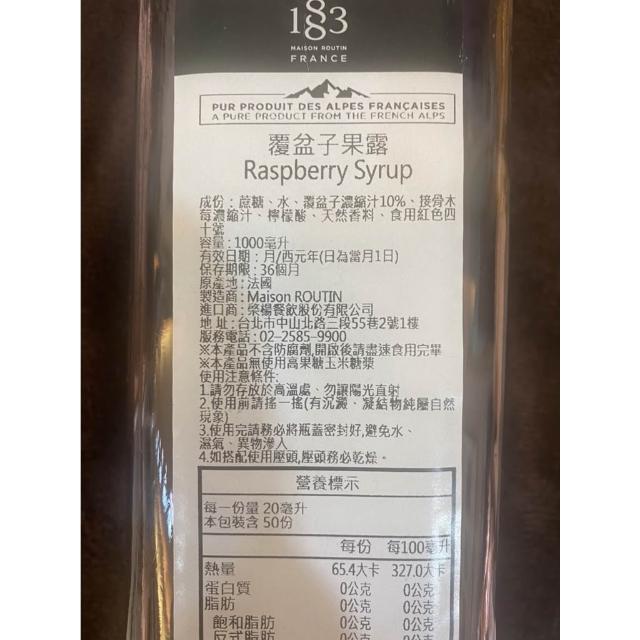 1883
MAISON ROUTIN
FRANCE
PUR PRODUIT DES ALPES FRANÇAISES
A PURE PRODUCT FROM THE FRENCH ALPS
覆盆子果露
Raspberry Syrup
成份：蔗糖、水、覆盆子濃縮汁10%、接骨木
莓濃縮汁、檸檬酸、天然香料、食用紅色四
十號
容量：1000毫升
有效日期：月/西元年(日為當月1日)
保存期限：36個月
原產地：法國
製造商：Maison ROUTIN
進口商：榮楊餐飲股份有限公司
地 址：台北市中山北路三段55巷2號1樓
服務電話：02–2585–9900
※本產品不含防腐劑,開啟後請盡速食用完畢
※本產品無使用高果糖玉米糖漿
使用注意條件:
1.請勿存放於高溫處、勿讓陽光直射
2.使用前請搖一搖(有沉澱、凝結物純屬自然
現象)
3.使用完請務必將瓶蓋密封好,避免水、
濕氣、異物滲入
4.如搭配使用壓頭,壓頭務必乾燥。
營養標示
每一份量 20毫升
本包裝含 50份
每份 每100毫升
熱量 65.4大卡 327.0大卡
蛋白質 0公克 0公克
脂肪 0公克 0公克
飽和脂肪 0公克 0公克
反式脂肪 0公克 0公克